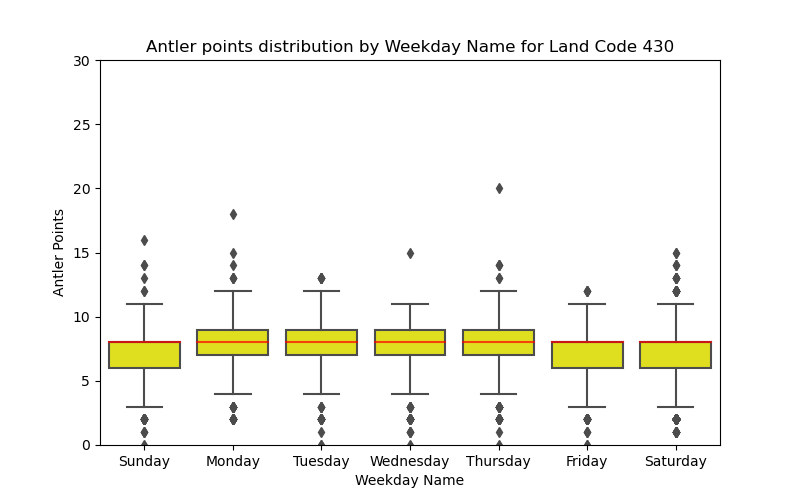 Antler points distribution by Weekday Name for Land Code 430
30
25
20
15
10
5
0
Antler Points
Sunday Monday Tuesday Wednesday Thursday Friday Saturday
Weekday Name